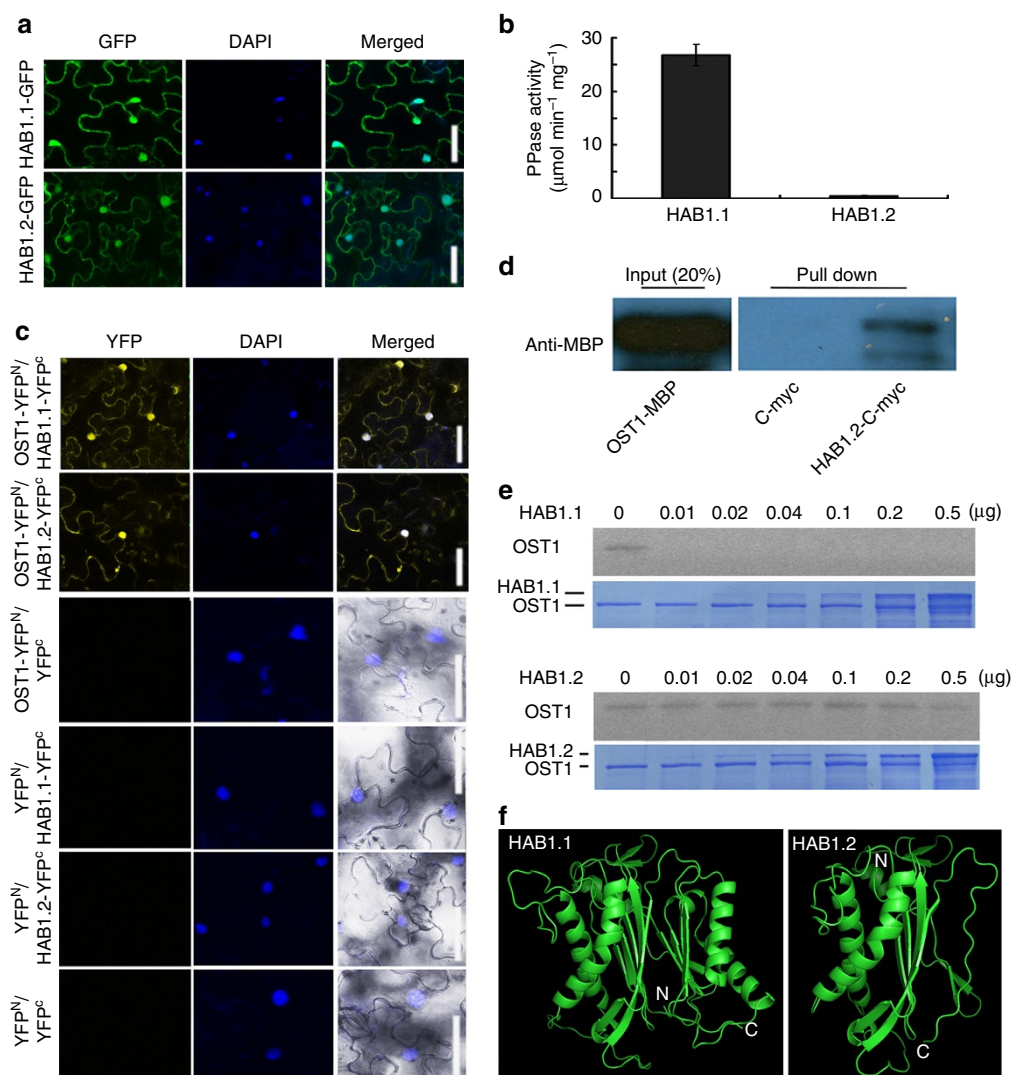 a
GFP DAPI Merged
HAB1.1-GFP
HAB1.2-GFP
b
PPase activity
(μmol min⁻¹ mg⁻¹)
30
20
10
0
HAB1.1 HAB1.2
c
YFP DAPI Merged
OST1-YFPᴺ/
HAB1.1-YFPᶜ
OST1-YFPᴺ/
HAB1.2-YFPᶜ
OST1-YFPᴺ/
YFPᶜ
YFPᴺ/
HAB1.1-YFPᶜ
YFPᴺ/
HAB1.2-YFPᶜ
YFPᴺ/
YFPᶜ
d
Input (20%) Pull down
Anti-MBP
OST1-MBP
C-myc
HAB1.2-C-myc
e
HAB1.1 0 0.01 0.02 0.04 0.1 0.2 0.5 (μg)
OST1
HAB1.1
OST1
HAB1.2 0 0.01 0.02 0.04 0.1 0.2 0.5 (μg)
OST1
HAB1.2
OST1
f
HAB1.1
N
C
HAB1.2
N
C